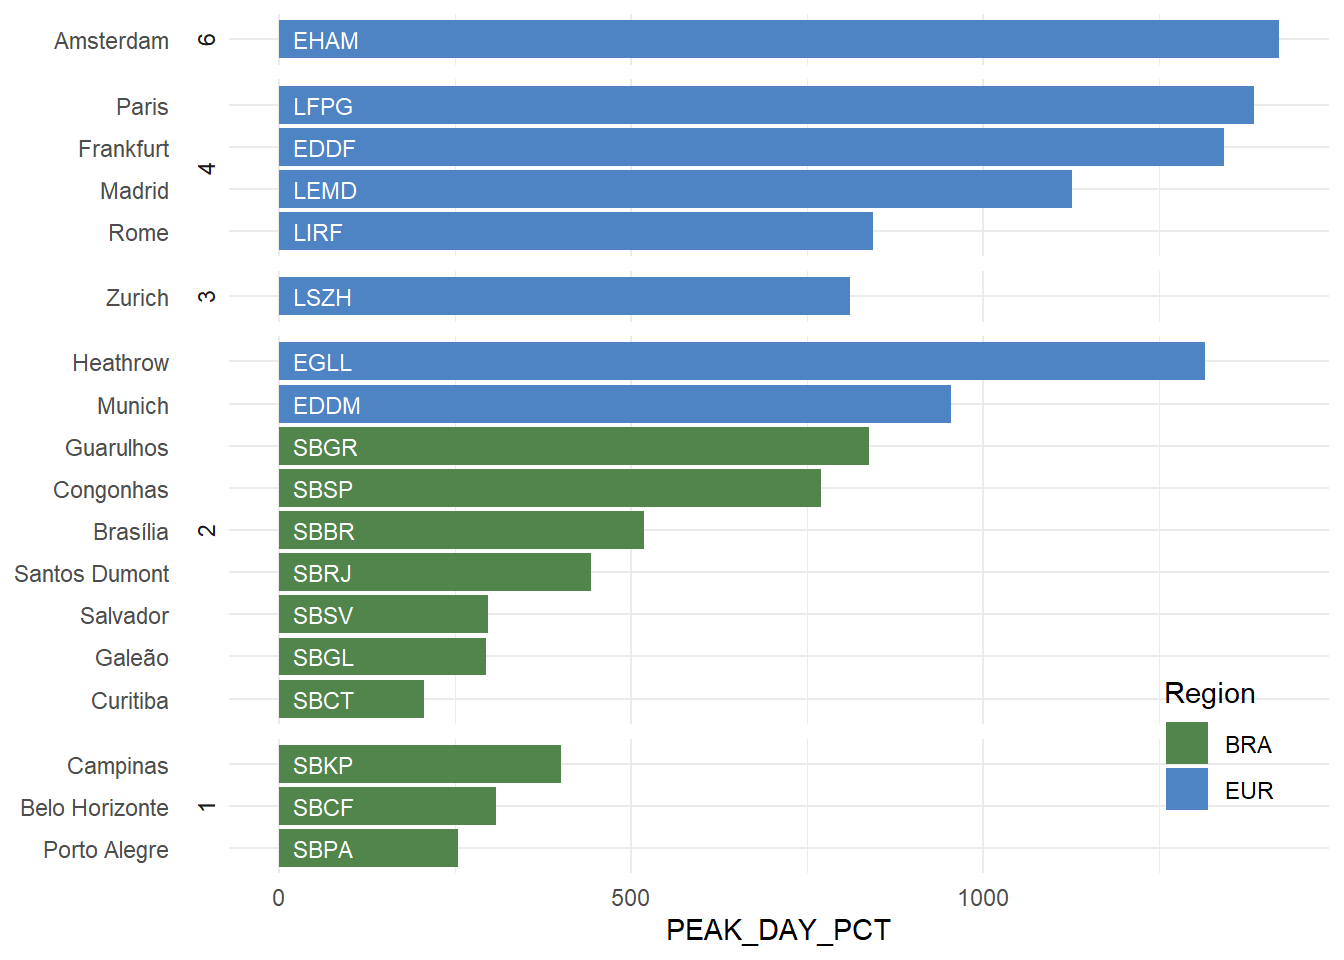 Amsterdam 6 EHAM
Paris LFPG
Frankfurt EDDF
4
Madrid LEMD
Rome LIRF
Zurich 3 LSZH
Heathrow EGLL
Munich EDDM
Guarulhos SBGR
Congonhas SBSP
Brasília 2 SBBR
Santos Dumont SBRJ
Salvador SBSV
Galeão SBGL
Curitiba SBCT
Campinas SBKP
Belo Horizonte 1 SBCF
Porto Alegre SBPA
Region
BRA
EUR
0 500 1000
PEAK_DAY_PCT